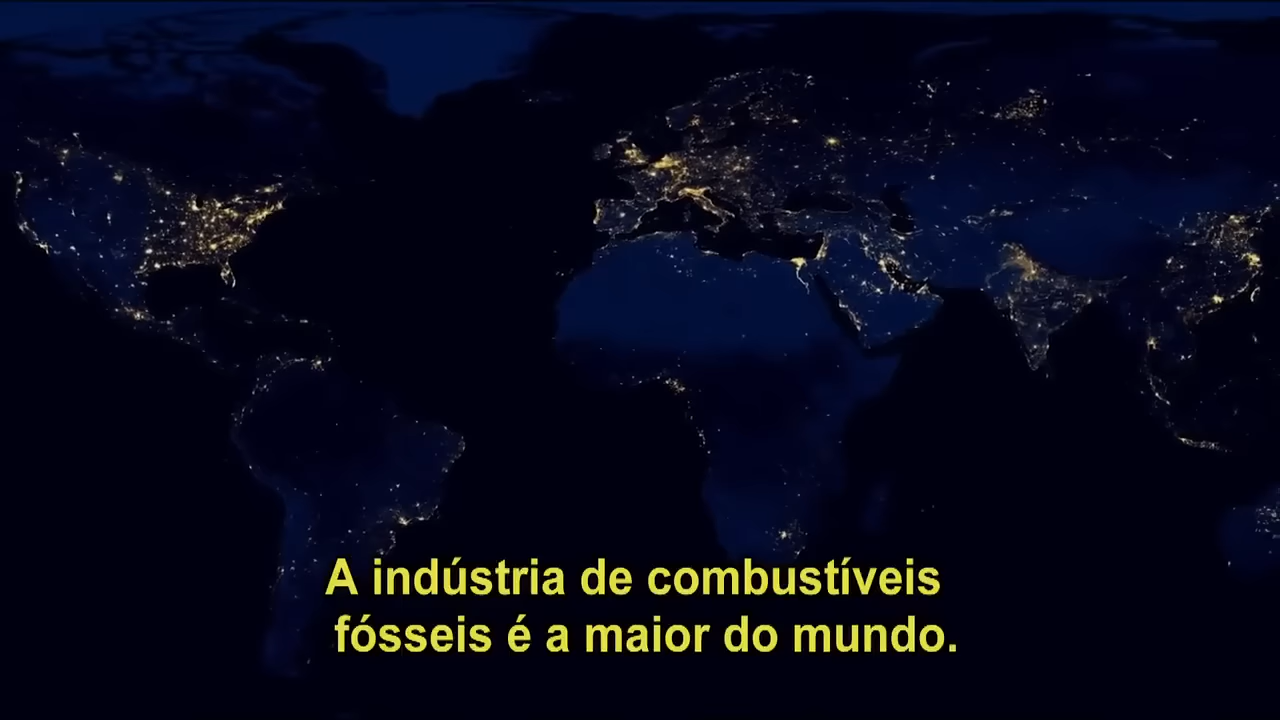 A indústria de combustíveis
fósseis é a maior do mundo.